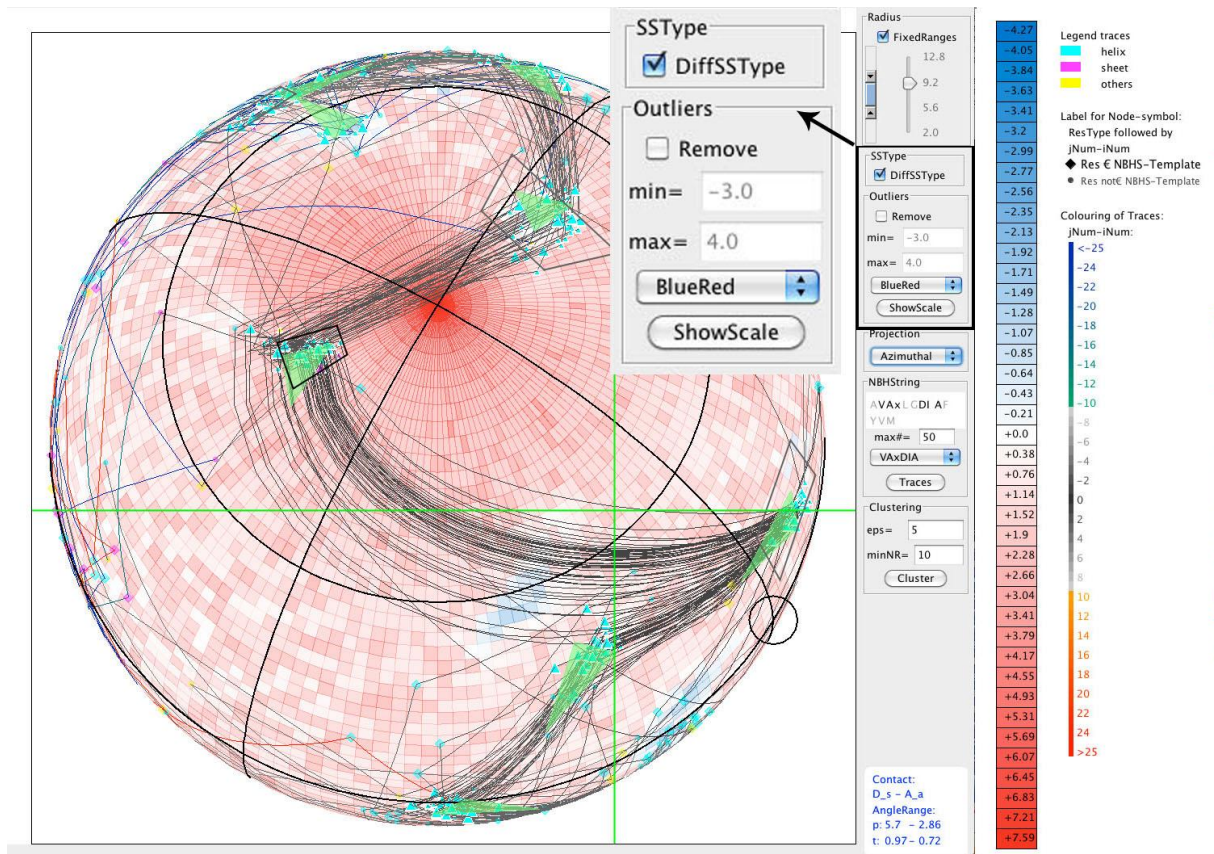 SSType
DiffSSType
Outliers
Remove
min= -3.0
max= 4.0
BlueRed
ShowScale
Radius
FixedRanges
12.8
9.2
5.6
2.0
SSType
DiffSSType
Outliers
Remove
min= -3.0
max= 4.0
BlueRed
ShowScale
Projection
Azimuthal
NBHString
AVAxLGDI AF
YVM
max#= 50
VAxDIA
Traces
Clustering
eps= 5
minNR= 10
Cluster
Contact:
D_s - A_a
AngleRange:
p: 5.7 - 2.86
t: 0.97- 0.72
-4.27
-4.05
-3.84
-3.63
-3.41
-3.2
-2.99
-2.77
-2.56
-2.35
-2.13
-1.92
-1.71
-1.49
-1.28
-1.07
-0.85
-0.64
-0.43
-0.21
+0.0
+0.38
+0.76
+1.14
+1.52
+1.9
+2.28
+2.66
+3.04
+3.41
+3.79
+4.17
+4.55
+4.93
+5.31
+5.69
+6.07
+6.45
+6.83
+7.21
+7.59
Legend traces
helix
sheet
others
Label for Node-symbol:
ResType followed by
jNum-iNum
Res € NBHS-Template
Res not€ NBHS-Template
Colouring of Traces:
jNum-iNum:
<-25
-24
-22
-20
-18
-16
-14
-12
-10
-8
-6
-4
-2
0
2
4
6
8
10
12
14
16
18
20
22
24
>25